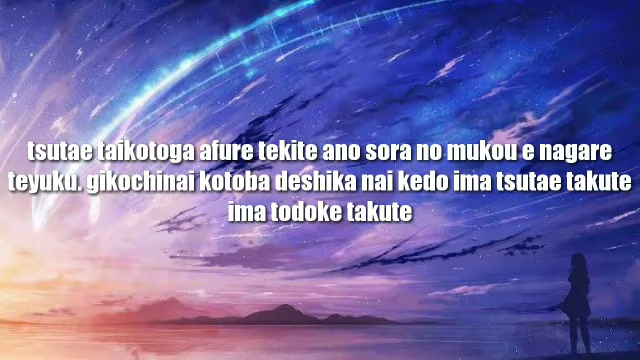 tsutae taikotoga afure tekite ano sora no mukou e nagare
teyuku. gikochinai kotoba deshika nai kedo ima tsutae takute
ima todoke takute